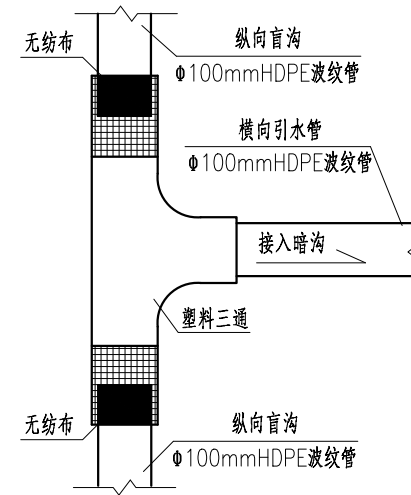 无纺布
纵向盲沟
Φ100mmHDPE波纹管
横向引水管
Φ100mmHDPE波纹管
接入暗沟
塑料三通
无纺布
纵向盲沟
Φ100mmHDPE波纹管